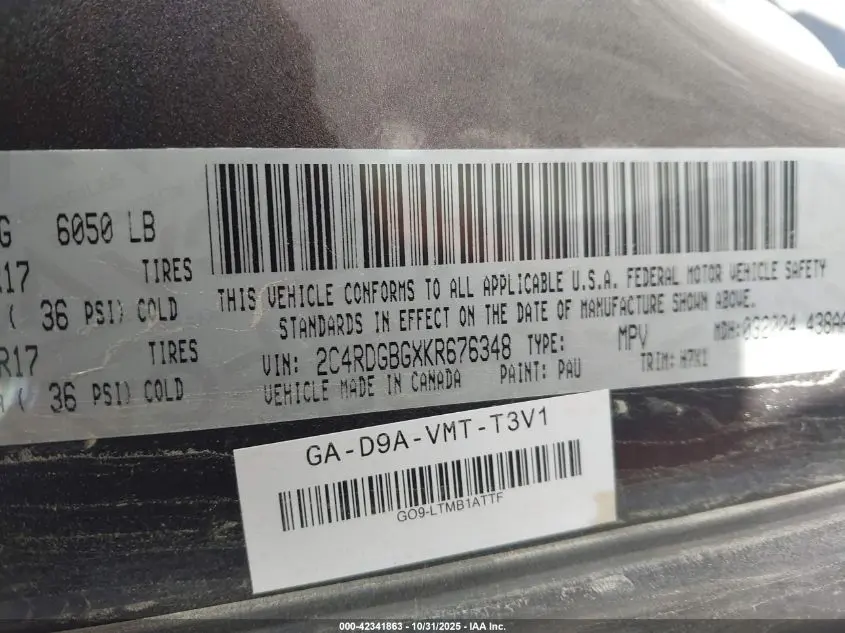 G 6050 LB
R17 TIRES
( 36 PSI) COLD
R17 TIRES
( 36 PSI) COLD
THIS VEHICLE CONFORMS TO ALL APPLICABLE U.S.A. FEDERAL MOTOR VEHICLE SAFETY
STANDARDS IN EFFECT ON THE DATE OF MANUFACTURE SHOWN ABOVE.
VIN: 2C4RDGBGXKR676348 TYPE: MPV MDH:
VEHICLE MADE IN CANADA PAINT: PAU TRIM:
GA-D9A-VMT-T3V1
GO9-LTMB1ATTF
000-42341863 - 10/31/2025 - IAA Inc.